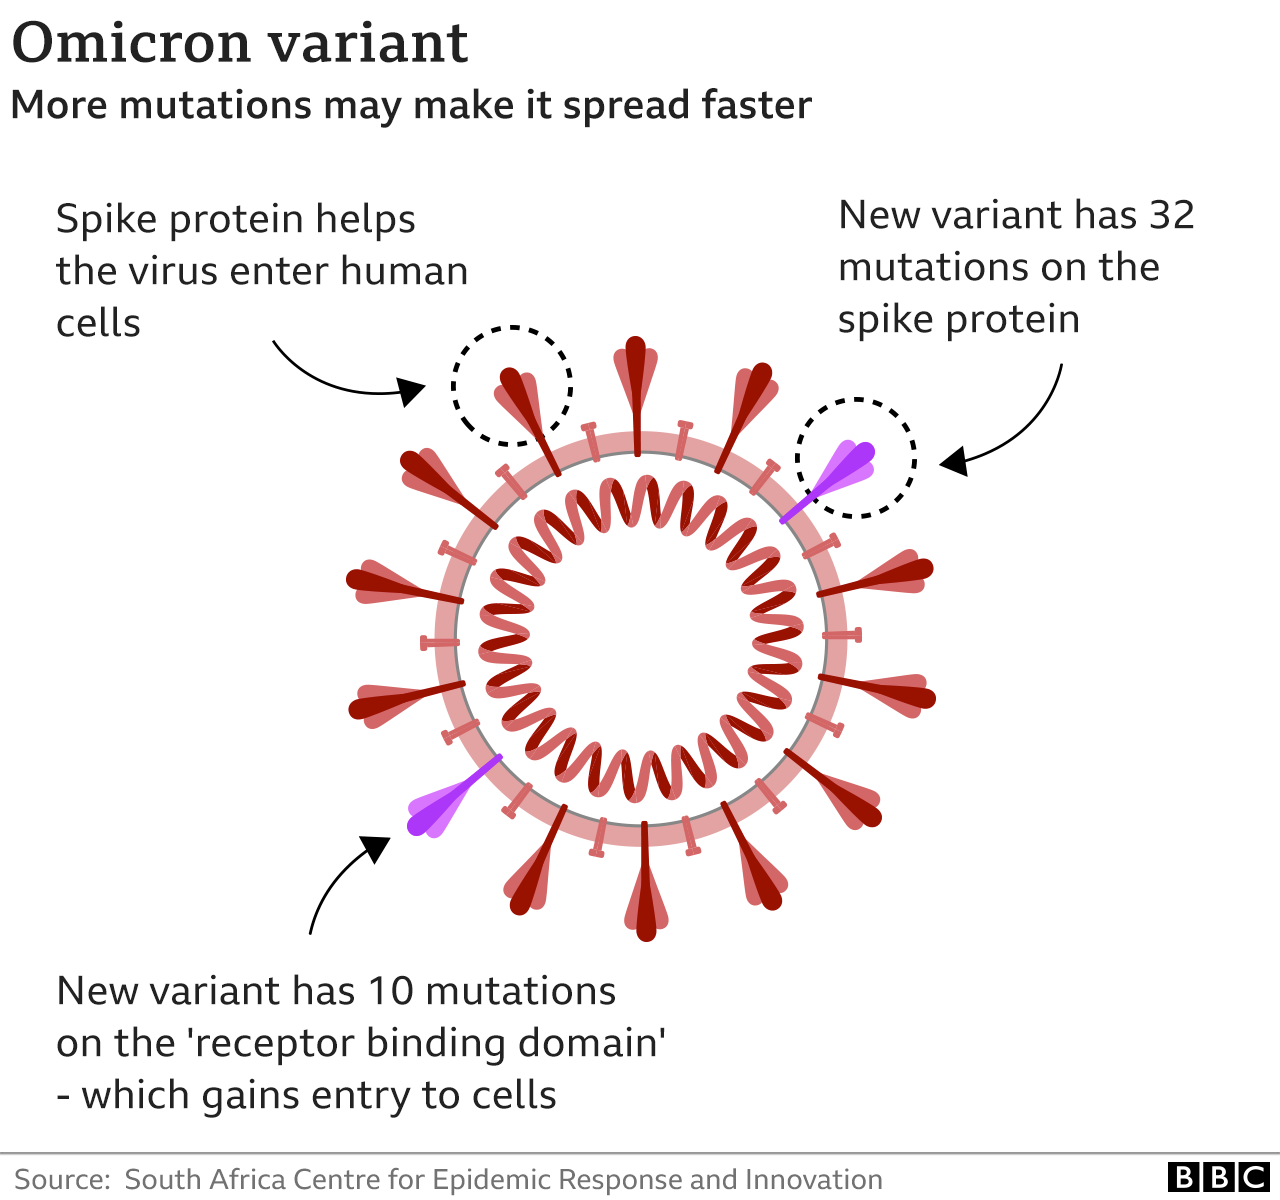 Omicron variant
More mutations may make it spread faster
Spike protein helps
the virus enter human
cells
New variant has 32
mutations on the
spike protein
New variant has 10 mutations
on the 'receptor binding domain'
- which gains entry to cells
Source: South Africa Centre for Epidemic Response and Innovation
BBC